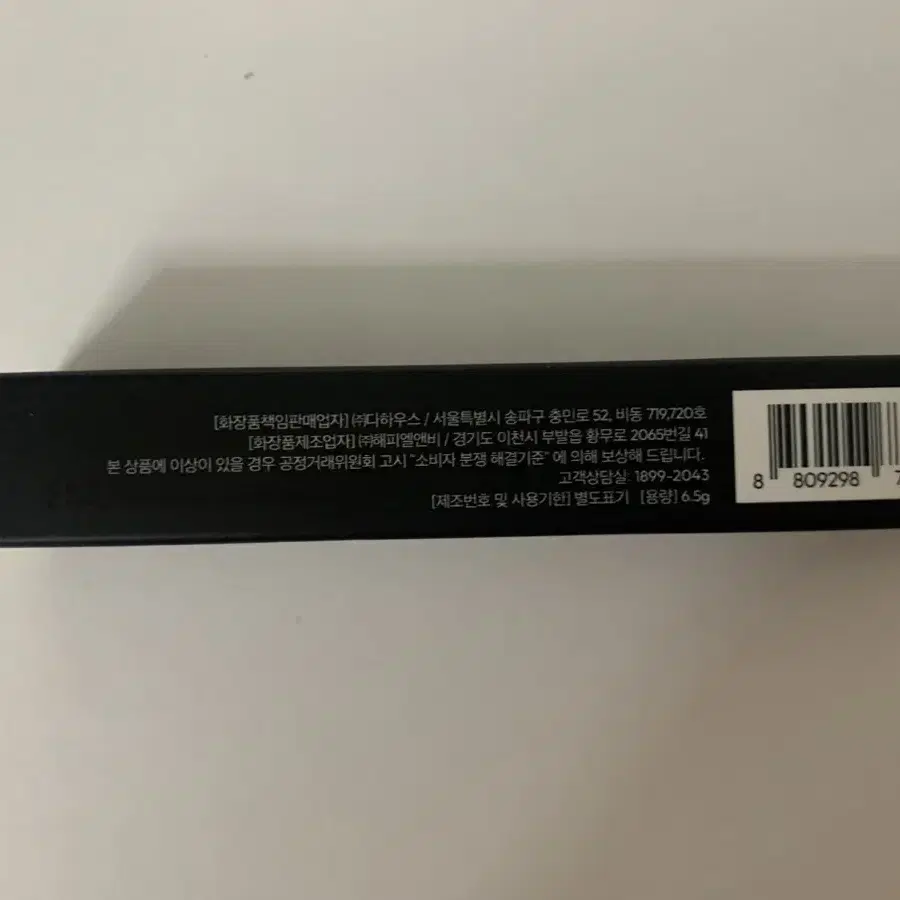 [화장품책임판매업자] ㈜다하우스 / 서울특별시 송파구 충민로 52, 비동 719,720호
[화장품제조업자] ㈜해피엘앤비 / 경기도 이천시 부발읍 황무로 2065번길 41
본 상품에 이상이 있을 경우 공정거래위원회 고시 "소비자 분쟁 해결기준" 에 의해 보상해 드립니다.
고객상담실: 1899-2043
[제조번호 및 사용기한] 별도표기 [용량] 6.5g
8 809298 7